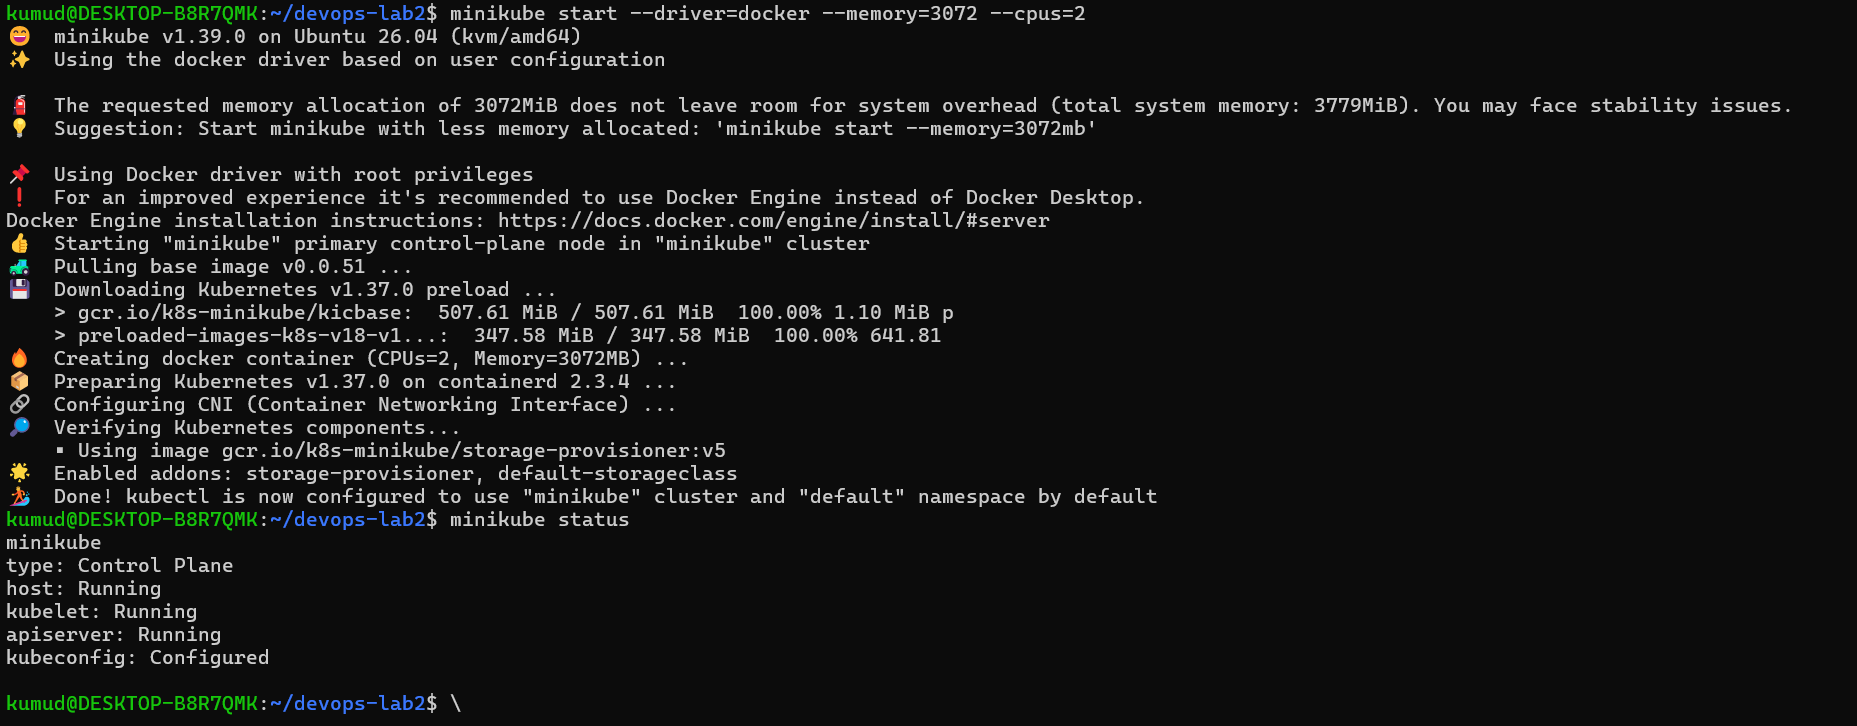 kumud@DESKTOP-B8R7QMK:~/devops-lab2$ minikube start --driver=docker --memory=3072 --cpus=2
😄  minikube v1.39.0 on Ubuntu 26.04 (kvm/amd64)
✨  Using the docker driver based on user configuration
🧯  The requested memory allocation of 3072MiB does not leave room for system overhead (total system memory: 3779MiB). You may face stability issues.
💡  Suggestion: Start minikube with less memory allocated: 'minikube start --memory=3072mb'
📌  Using Docker driver with root privileges
❗  For an improved experience it's recommended to use Docker Engine instead of Docker Desktop.
Docker Engine installation instructions: https://docs.docker.com/engine/install/#server
👍  Starting "minikube" primary control-plane node in "minikube" cluster
🚜  Pulling base image v0.0.51 ...
💾  Downloading Kubernetes v1.37.0 preload ...
    > gcr.io/k8s-minikube/kicbase:  507.61 MiB / 507.61 MiB  100.00% 1.10 MiB p
    > preloaded-images-k8s-v18-v1...:  347.58 MiB / 347.58 MiB  100.00% 641.81
🔥  Creating docker container (CPUs=2, Memory=3072MB) ...
📦  Preparing Kubernetes v1.37.0 on containerd 2.3.4 ...
🔗  Configuring CNI (Container Networking Interface) ...
🔎  Verifying Kubernetes components...
    ▪ Using image gcr.io/k8s-minikube/storage-provisioner:v5
🌟  Enabled addons: storage-provisioner, default-storageclass
🏄  Done! kubectl is now configured to use "minikube" cluster and "default" namespace by default
kumud@DESKTOP-B8R7QMK:~/devops-lab2$ minikube status
minikube
type: Control Plane
host: Running
kubelet: Running
apiserver: Running
kubeconfig: Configured
kumud@DESKTOP-B8R7QMK:~/devops-lab2$ \